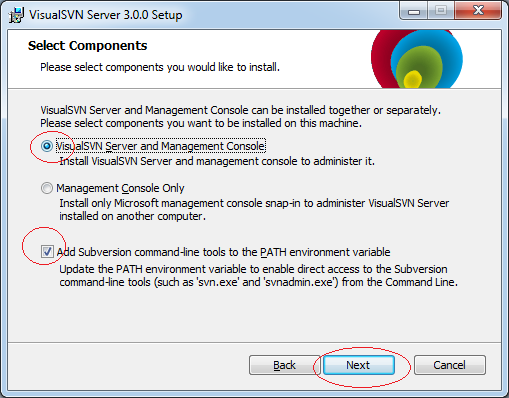 VisualSVN Server 3.0.0 Setup
Select Components
Please select components you would like to install.
VisualSVN Server and Management Console can be installed together or separately.
Please select components you want to be installed on this machine.
VisualSVN Server and Management Console
Install VisualSVN Server and management console to administer it.
Management Console Only
Install only Microsoft management console snap-in to administer VisualSVN Server
installed on another computer.
Add Subversion command-line tools to the PATH environment variable
Update the PATH environment variable to enable direct access to the Subversion
command-line tools (such as 'svn.exe' and 'svnadmin.exe') from the Command Line.
Back
Next
Cancel